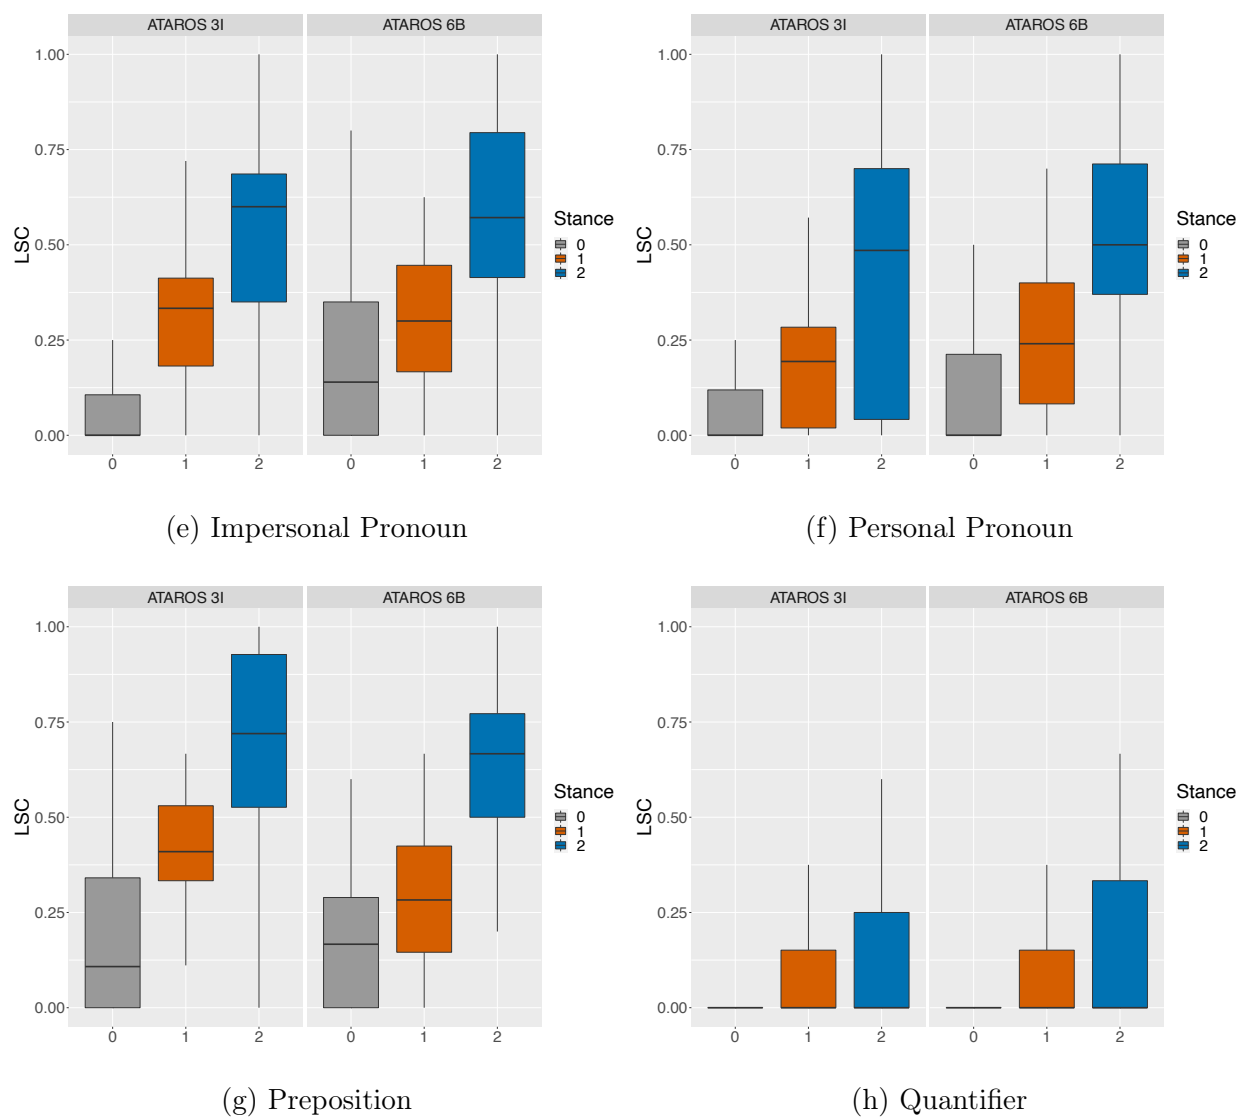 ATAROS 3I ATAROS 6B
1.00
0.75
0.50
0.25
0.00
LSC
0 1 2 0 1 2
Stance
0
1
2
(e) Impersonal Pronoun
ATAROS 3I ATAROS 6B
1.00
0.75
0.50
0.25
0.00
LSC
0 1 2 0 1 2
Stance
0
1
2
(f) Personal Pronoun
ATAROS 3I ATAROS 6B
1.00
0.75
0.50
0.25
0.00
LSC
0 1 2 0 1 2
Stance
0
1
2
(g) Preposition
ATAROS 3I ATAROS 6B
1.00
0.75
0.50
0.25
0.00
LSC
0 1 2 0 1 2
Stance
0
1
2
(h) Quantifier